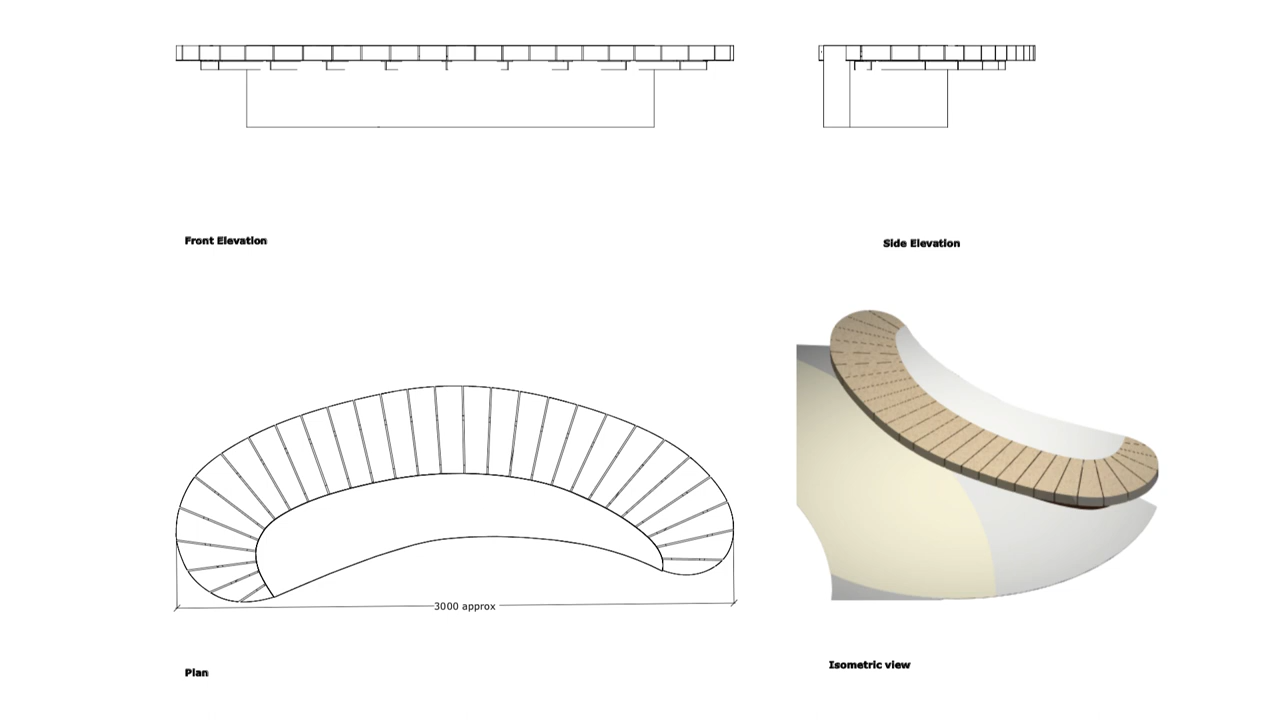 Front Elevation
Side Elevation
3000 approx
Plan
Isometric view